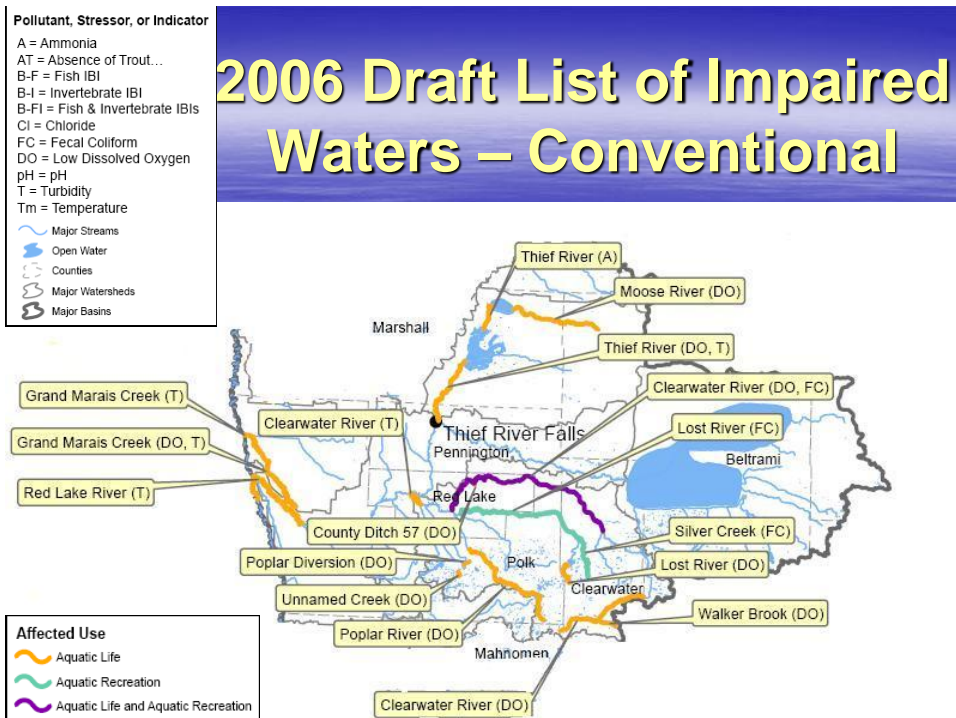 Pollutant, Stressor, or Indicator
A = Ammonia
AT = Absence of Trout…
B-F = Fish IBI
B-I = Invertebrate IBI
B-FI = Fish & Invertebrate IBIs
Cl = Chloride
FC = Fecal Coliform
DO = Low Dissolved Oxygen
pH = pH
T = Turbidity
Tm = Temperature
Major Streams
Open Water
Counties
Major Watersheds
Major Basins
2006 Draft List of Impaired
Waters – Conventional
Thief River (A)
Moose River (DO)
Marshall
Thief River (DO, T)
Clearwater River (DO, FC)
Grand Marais Creek (T)
Clearwater River (T)
Lost River (FC)
Thief River Falls
Grand Marais Creek (DO, T)
Pennington
Beltrami
Red Lake River (T)
Red Lake
County Ditch 57 (DO)
Silver Creek (FC)
Poplar Diversion (DO)
Polk
Lost River (DO)
Clearwater
Unnamed Creek (DO)
Walker Brook (DO)
Poplar River (DO)
Mahnomen
Clearwater River (DO)
Affected Use
Aquatic Life
Aquatic Recreation
Aquatic Life and Aquatic Recreation